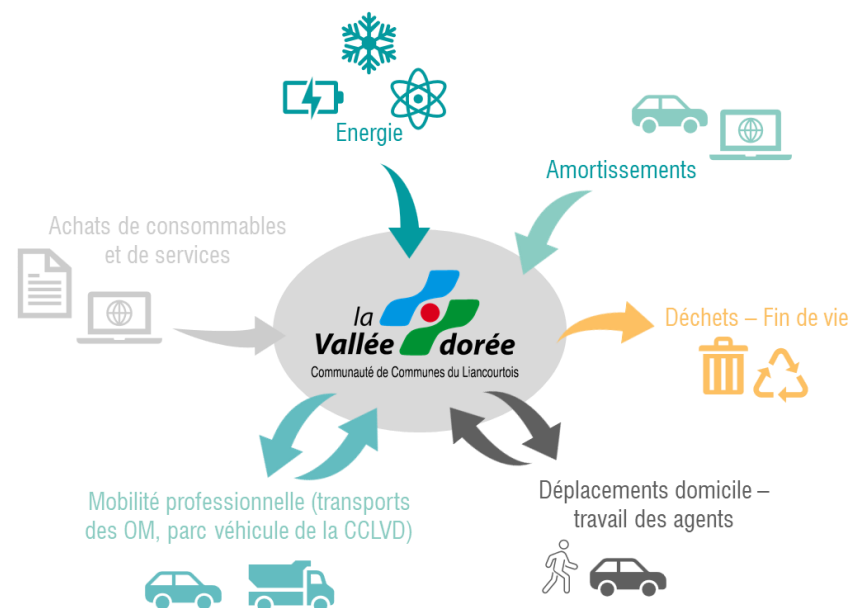 Energie
Amortissements
Achats de consommables
et de services
la
Vallée dorée
Communauté de Communes du Liancourtois
Déchets – Fin de vie
Mobilité professionnelle (transports
des OM, parc véhicule de la CCLVD)
Déplacements domicile –
travail des agents